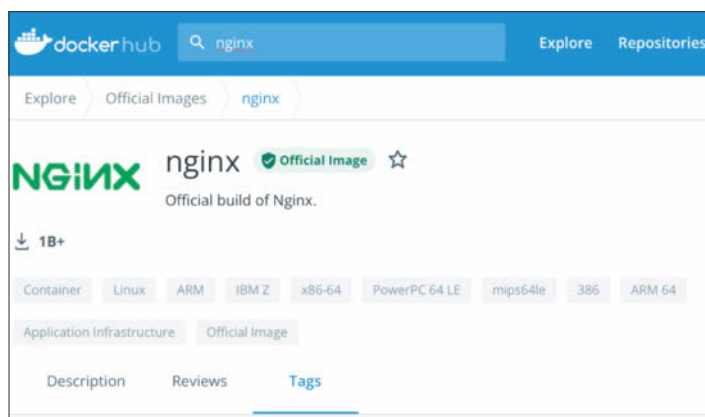 dockerhub nginx Explore Repositories
Explore Official Images nginx
NGINX
nginx Official Image
Official build of Nginx.
1B+
Container Linux ARM IBM Z x86-64 PowerPC 64 LE mips64le 386 ARM 64
Application Infrastructure Official Image
Description Reviews Tags